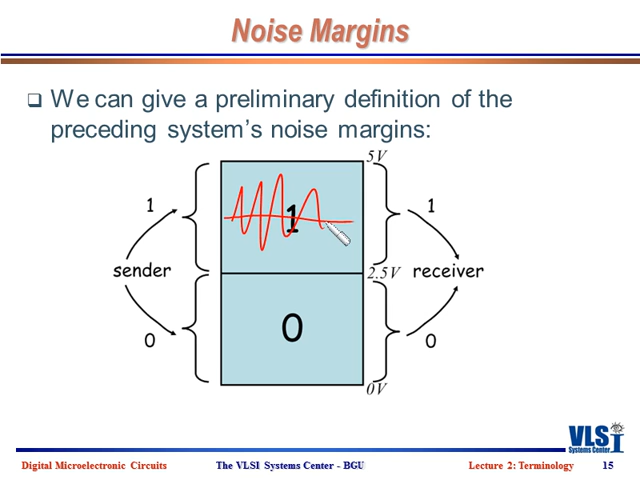 Noise Margins
We can give a preliminary definition of the
preceding system's noise margins:
5V
1
1
1
sender
2.5V
receiver
0
0
0
0V
VLSI
Systems Center
Digital Microelectronic Circuits
The VLSI Systems Center - BGU
Lecture 2: Terminology
15